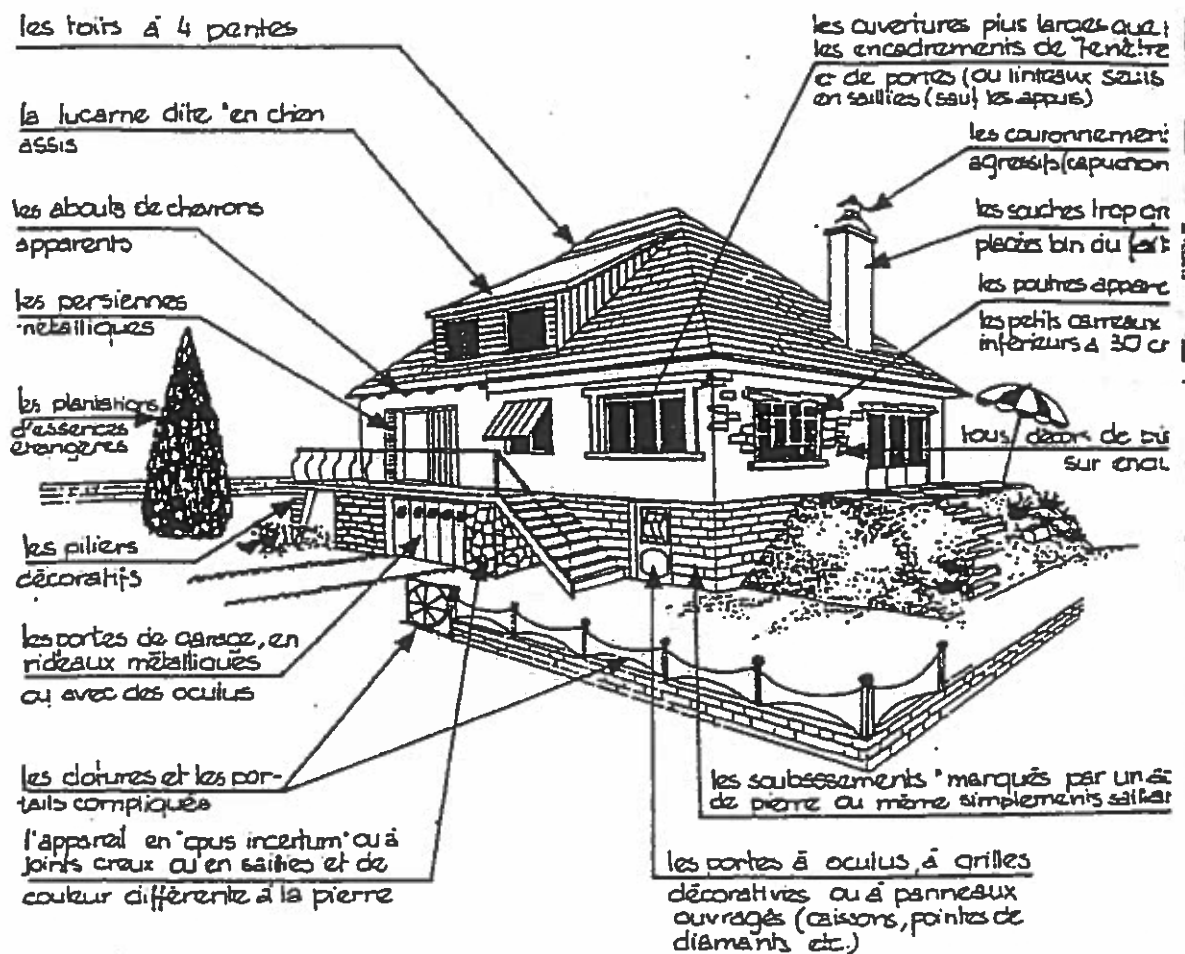 les toits à 4 pentes
la lucarne dite "en chien
assis
les abouts de chevrons
apparents
les persiennes
métalliques
les plantations
d'essences
étrangères
les piliers
décoratifs
les portes de garage, en
rideaux métalliques
ou avec des oculus
les clotures et les por-
tails compliqués
l'appareil en "opus incertum" ou à
joints creux ou en saillies et de
couleur différente à la pierre
les ouvertures plus larges que
les encadrements de fenêtre
et de portes (ou linteaux seuils
en saillies (sauf les appuis)
les couronnement
agressifs (capuchon
les souches trop
placées loin du
les poutres appare
les petits carreaux
inférieurs à 30 cm
tous décors de
sur
les soubassements "marqués par un
de pierre ou même simplements saillan
les portes à oculus, à grilles
décoratives ou à panneaux
ouvragés (caissons, pointes de
diamants etc.)